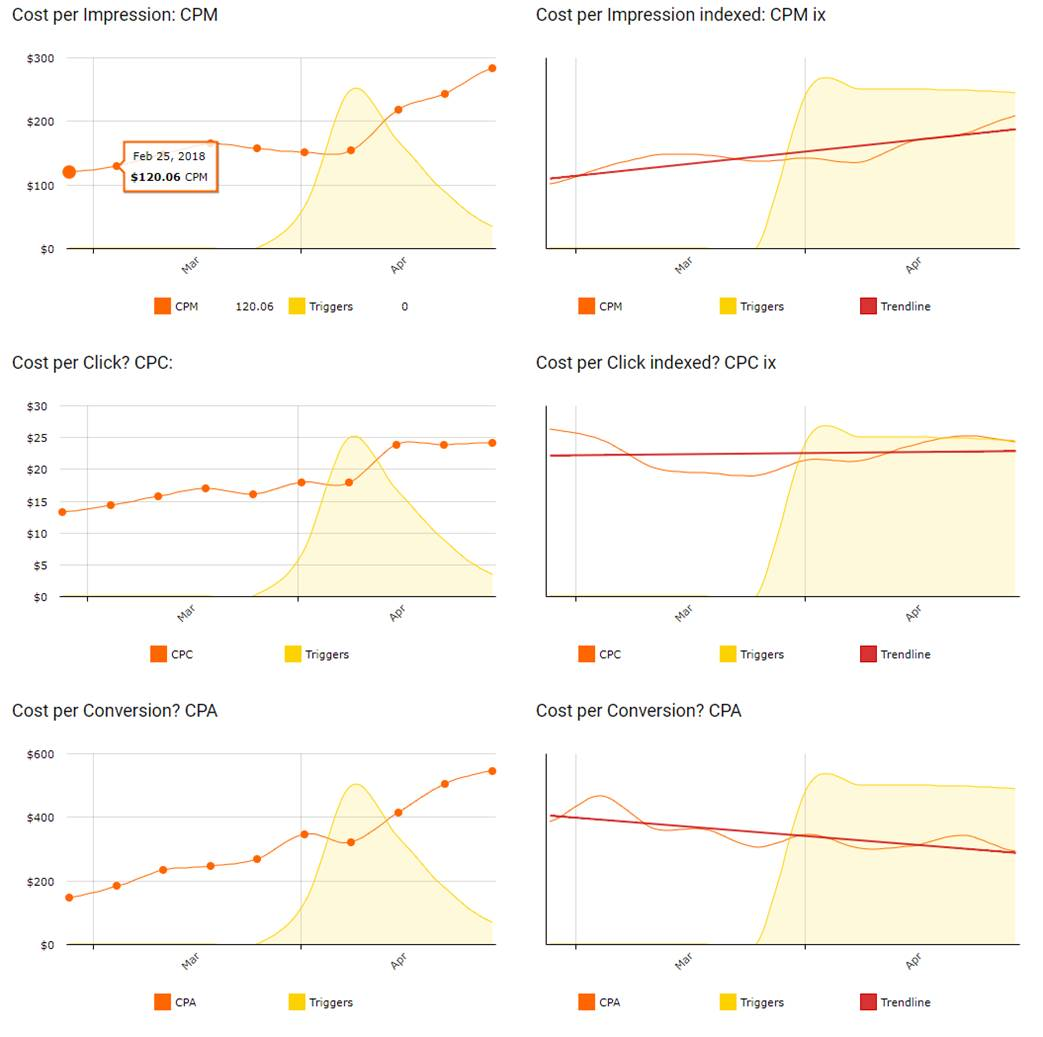 Cost per Impression: CPM
Cost per Impression indexed: CPM ix
$300
$200
$100
$0
Feb 25, 2018
$120.06 CPM
Mar
Apr
CPM 120.06 Triggers 0
Mar
Apr
CPM Triggers Trendline
Cost per Click? CPC:
Cost per Click indexed? CPC ix
$30
$25
$20
$15
$10
$5
$0
Mar
Apr
CPC Triggers
Mar
Apr
CPC Triggers Trendline
Cost per Conversion? CPA
Cost per Conversion? CPA
$600
$400
$200
$0
Mar
Apr
CPA Triggers
Mar
Apr
CPA Triggers Trendline